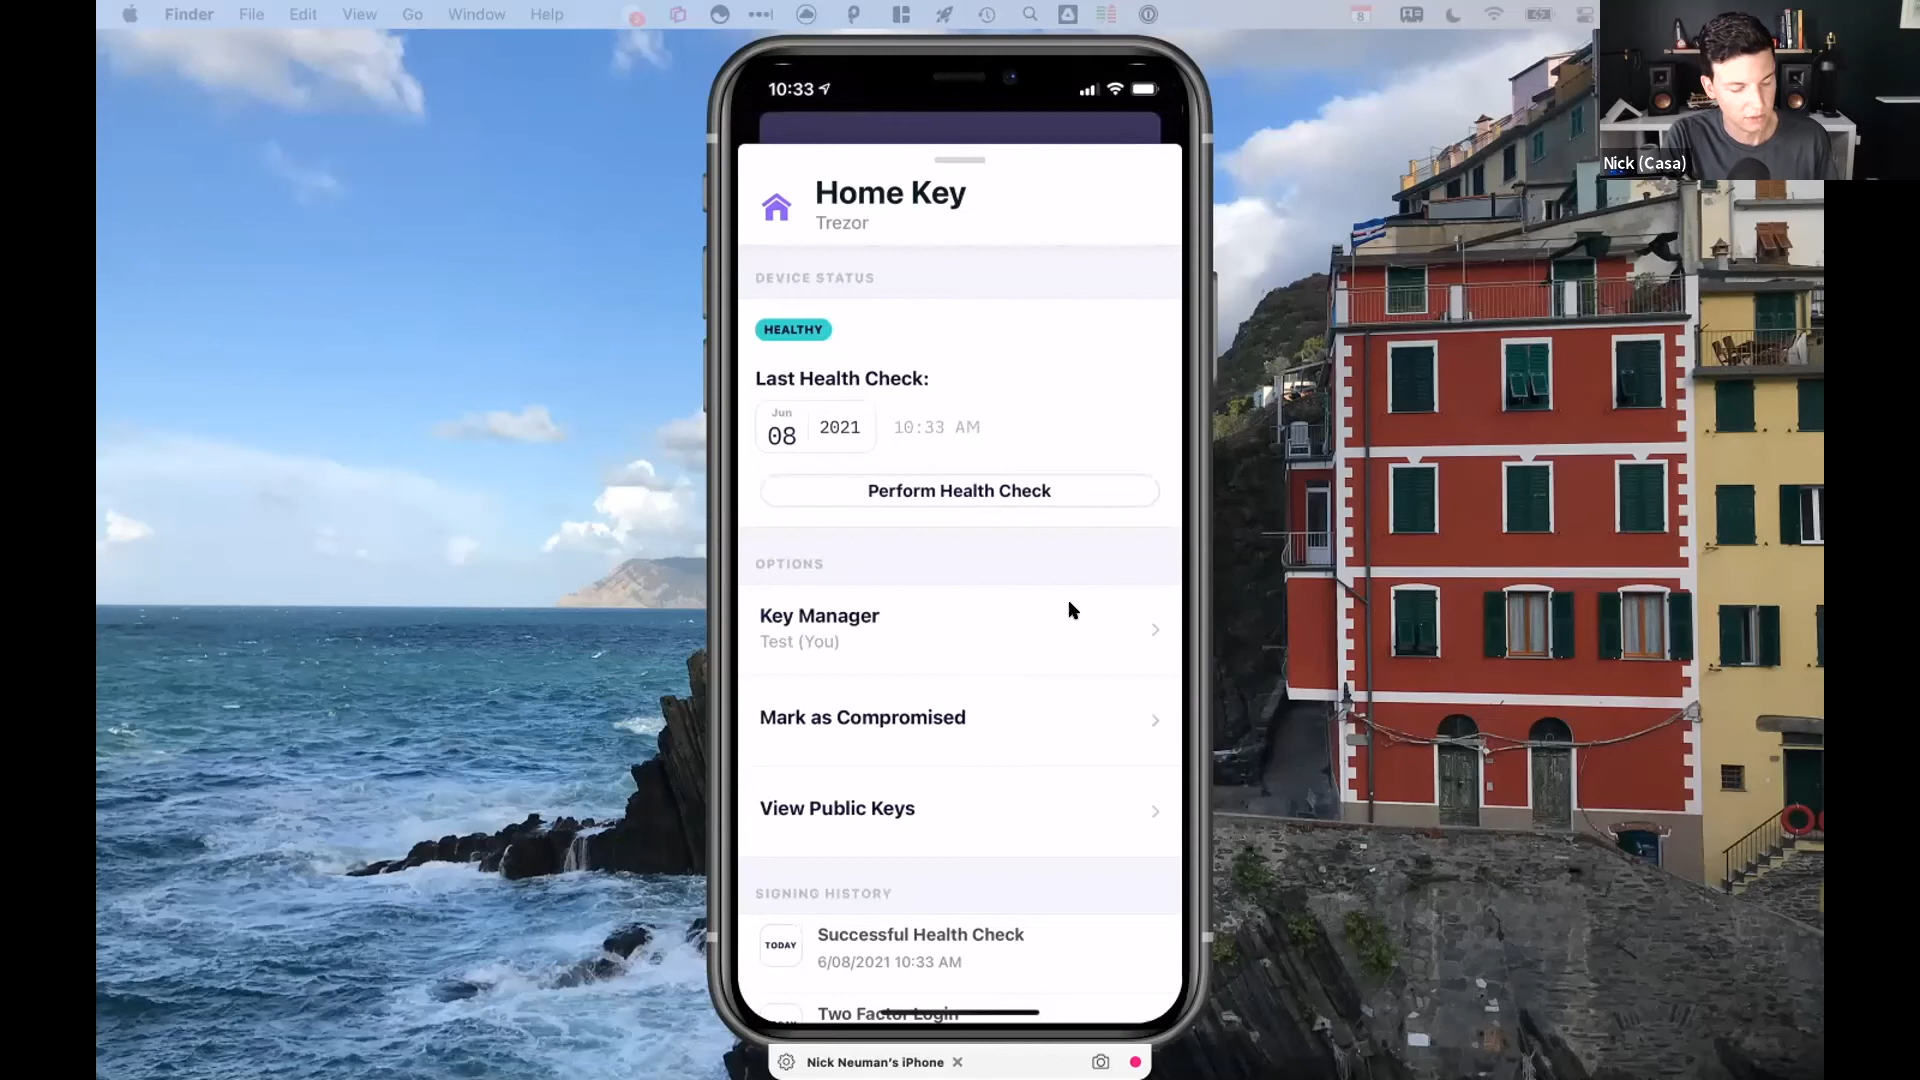 Finder File Edit View Go Window Help
8
10:33
Nick (Casa)
Home Key
Trezor
DEVICE STATUS
HEALTHY
Last Health Check:
Jun
08
2021
10:33 AM
Perform Health Check
OPTIONS
Key Manager
Test (You)
Mark as Compromised
View Public Keys
SIGNING HISTORY
TODAY
Successful Health Check
6/08/2021 10:33 AM
Two Factor Login
Nick Neuman's iPhone